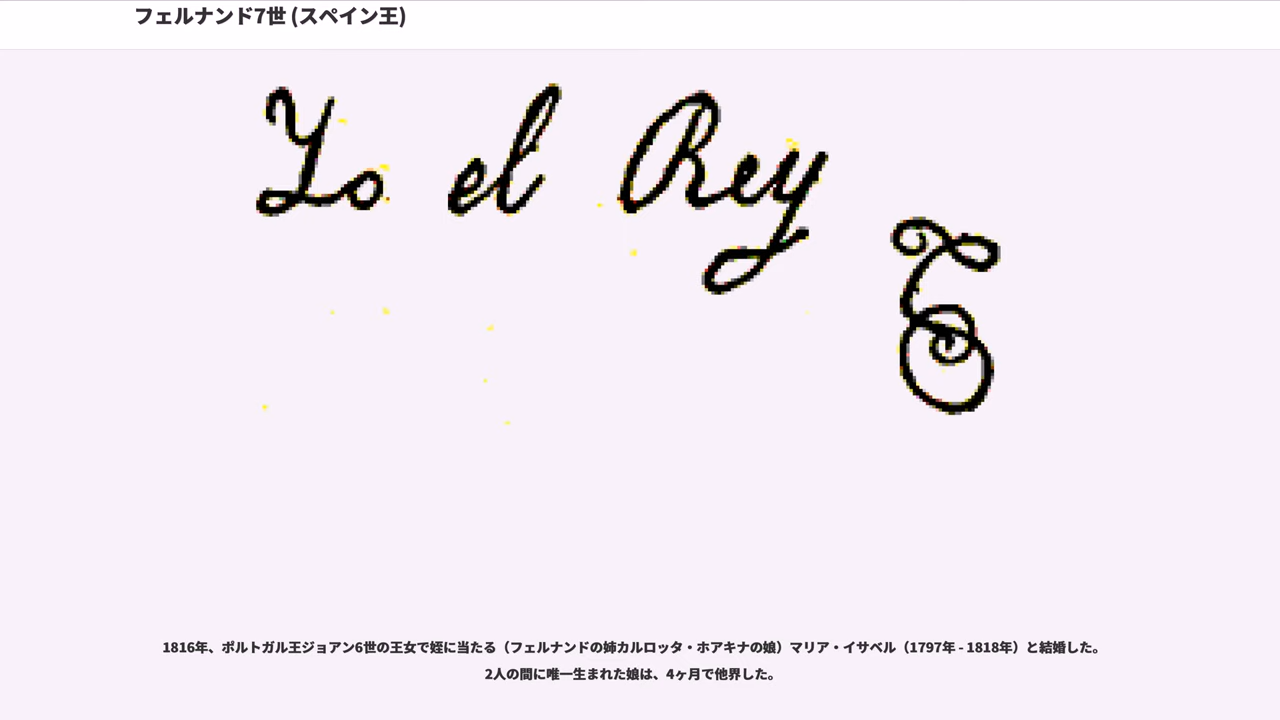 フェルナンド7世 (スペイン王)
Yo el Rey
1816年、ポルトガル王ジョアン6世の王女で姪に当たる（フェルナンドの姉カルロッタ・ホアキナの娘）マリア・イサベル（1797年 - 1818年）と結婚した。
2人の間に唯一生まれた娘は、4ヶ月で他界した。